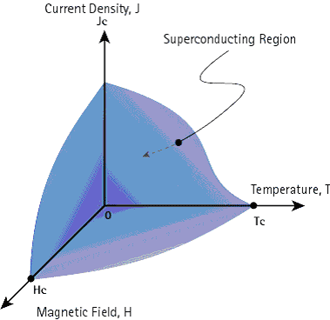 Current Density, J
Jc
Superconducting Region
Temperature, T
0
Tc
Hc
Magnetic Field, H